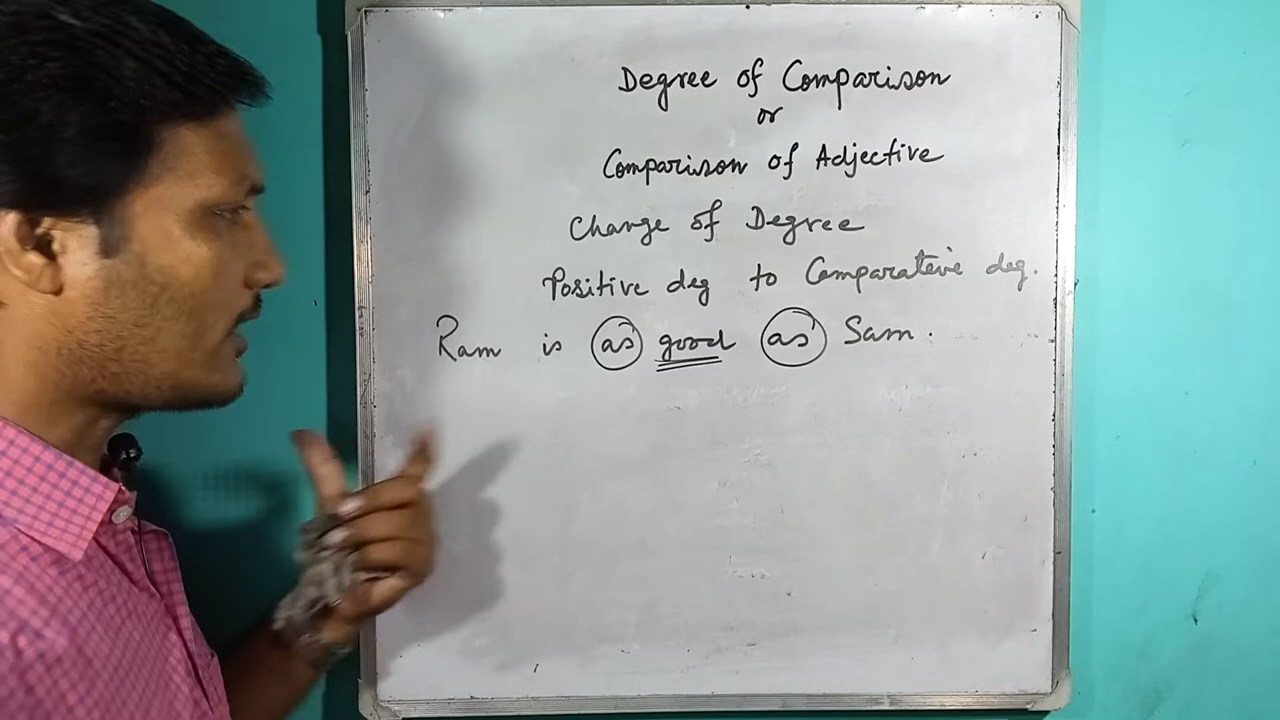 Degree of Comparison
or
Comparison of Adjective
Change of Degree
Positive deg to Comparative deg.
Ram is as good as Sam.